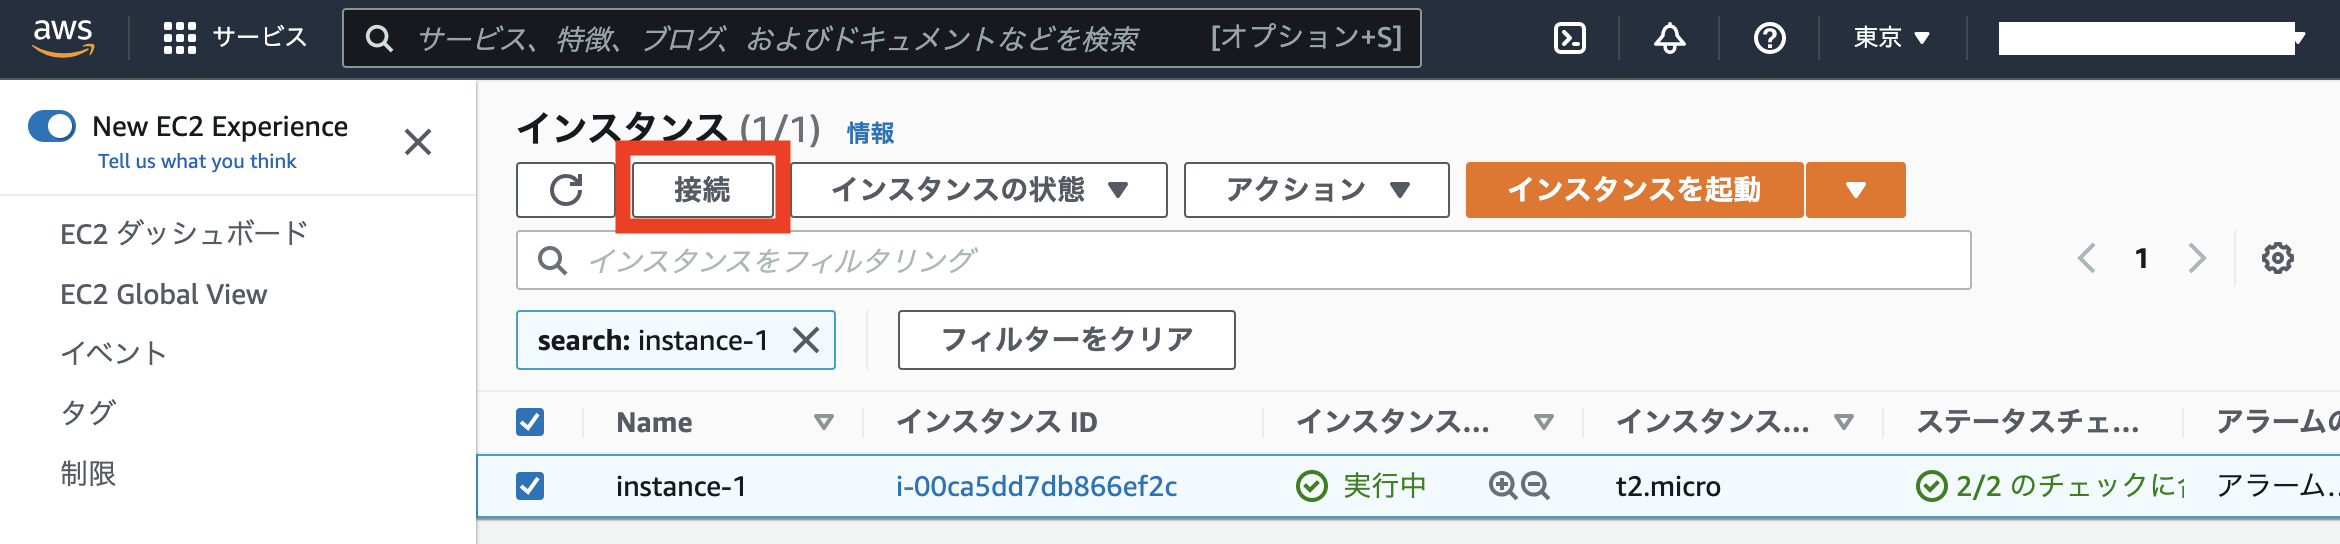 aws サービス サービス、特徴、ブログ、およびドキュメントなどを検索 [オプション+S] 東京
New EC2 Experience
Tell us what you think
EC2 ダッシュボード
EC2 Global View
イベント
タグ
制限
インスタンス (1/1) 情報
接続 インスタンスの状態 アクション インスタンスを起動
インスタンスをフィルタリング 1
search: instance-1 フィルターをクリア
Name インスタンス ID インスタンス... インスタンス... ステータスチェ... アラームの
instance-1 i-00ca5dd7db866ef2c 実行中 t2.micro 2/2 のチェックに アラーム...